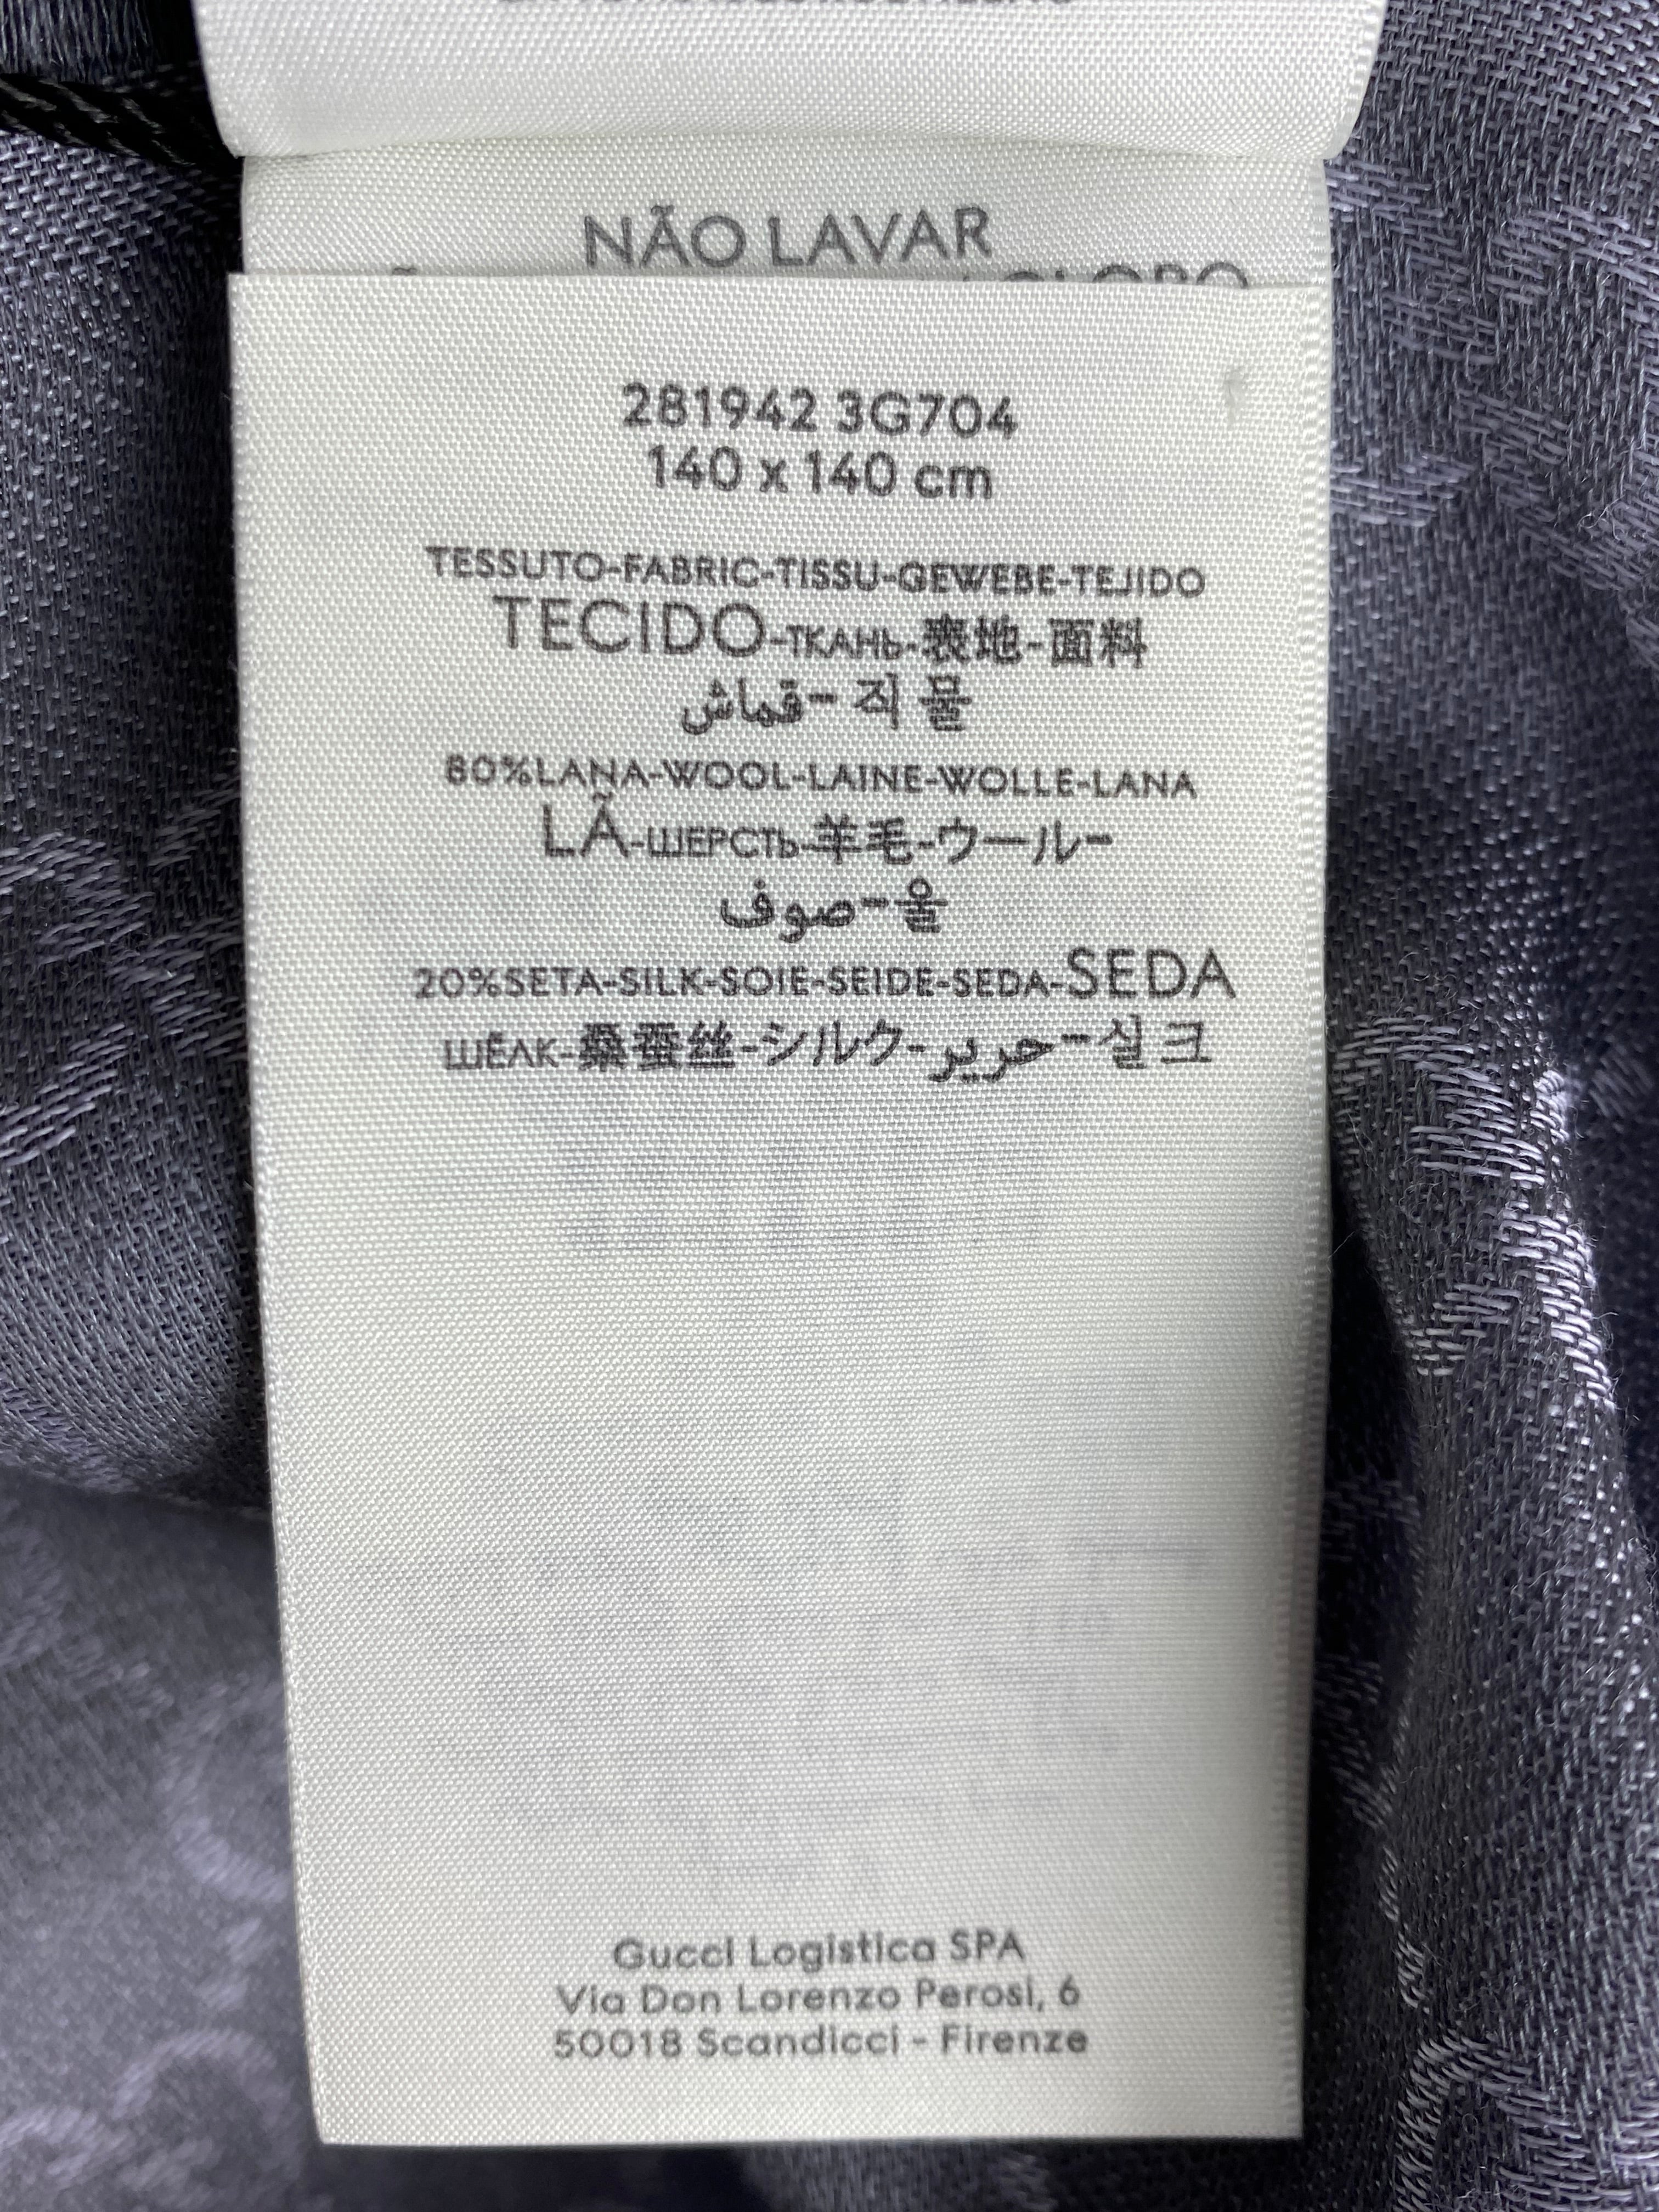 NÃO LAVAR
281942 3G704
140 x 140 cm
TESSUTO-FABRIC-TISSU-GEWEBE-TEJIDO
TECIDO-ТКАНЬ-表地-面料
قماش-직물
80%LANA-WOOL-LAINE-WOLLE-LANA
LÃ-ШЕРСТЬ-羊毛-ウール-
صوف-울
20%SETA-SILK-SOIE-SEIDE-SEDA-SEDA
ШЁЛК-桑蚕丝-シルク-حرير-실크
Gucci Logistica SPA
Via Don Lorenzo Perosi, 6
50018 Scandicci - Firenze